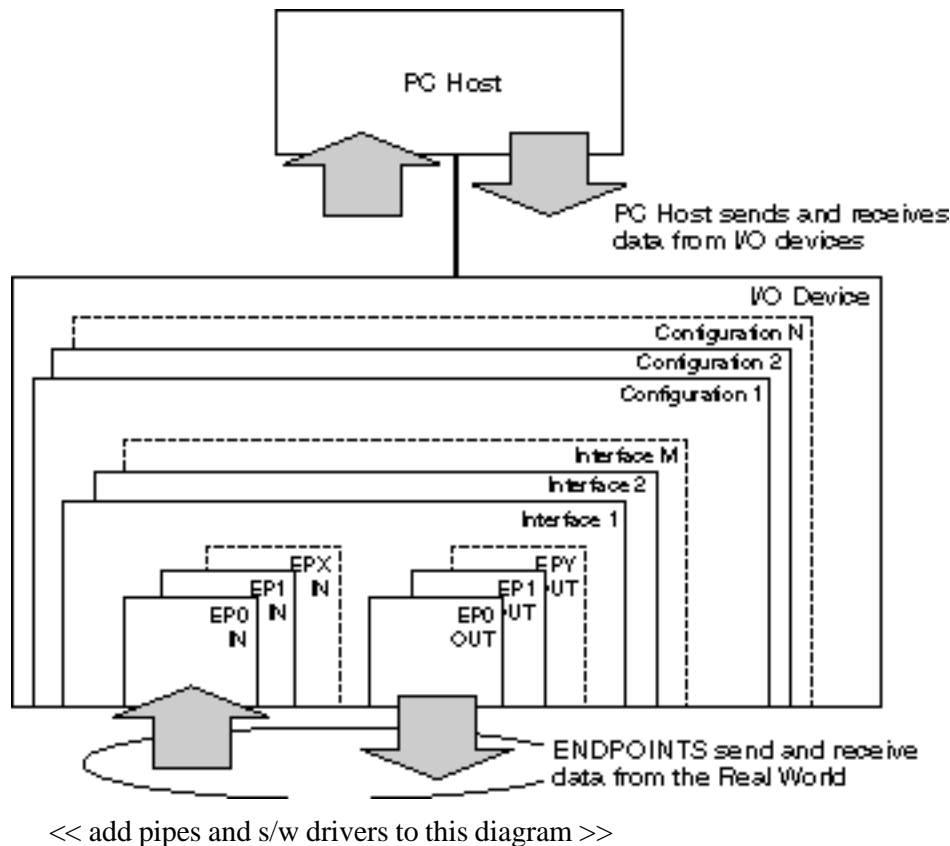 PC Host
PC Host sends and receives
data from I/O devices
I/O Device
Configuration N
Configuration 2
Configuration 1
Interface M
Interface 2
Interface 1
EPX
IN
EP1
IN
EP0
IN
EPY
OUT
EP1
OUT
EP0
OUT
ENDPOINTS send and receive
data from the Real World
<< add pipes and s/w drivers to this diagram >>